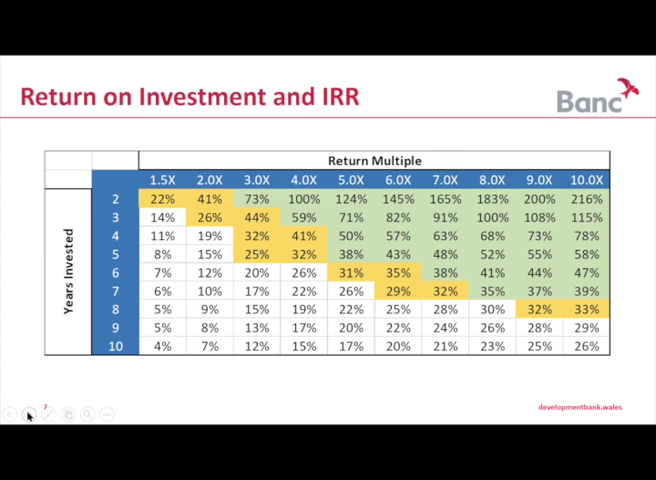 Return on Investment and IRR
Banc
Return Multiple
1.5X 2.0X 3.0X 4.0X 5.0X 6.0X 7.0X 8.0X 9.0X 10.0X
Years Invested
2 22% 41% 73% 100% 124% 145% 165% 183% 200% 216%
3 14% 26% 44% 59% 71% 82% 91% 100% 108% 115%
4 11% 19% 32% 41% 50% 57% 63% 68% 73% 78%
5 8% 15% 25% 32% 38% 43% 48% 52% 55% 58%
6 7% 12% 20% 26% 31% 35% 38% 41% 44% 47%
7 6% 10% 17% 22% 26% 29% 32% 35% 37% 39%
8 5% 9% 15% 19% 22% 25% 28% 30% 32% 33%
9 5% 8% 13% 17% 20% 22% 24% 26% 28% 29%
10 4% 7% 12% 15% 17% 20% 21% 23% 25% 26%
7
developmentbank.wales